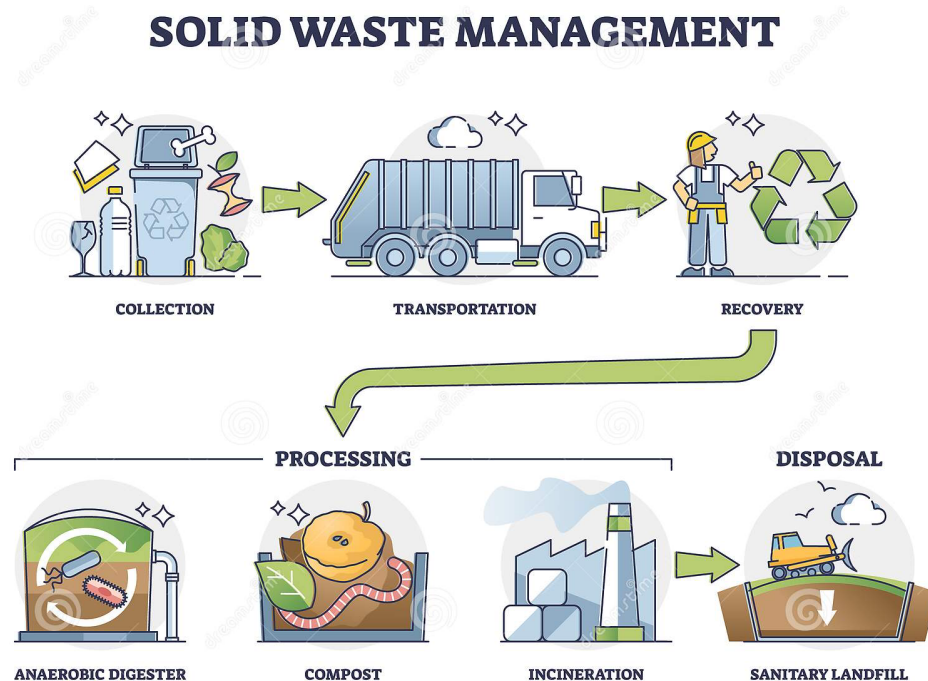 SOLID WASTE MANAGEMENT
COLLECTION
TRANSPORTATION
RECOVERY
PROCESSING
DISPOSAL
ANAEROBIC DIGESTER
COMPOST
INCINERATION
SANITARY LANDFILL